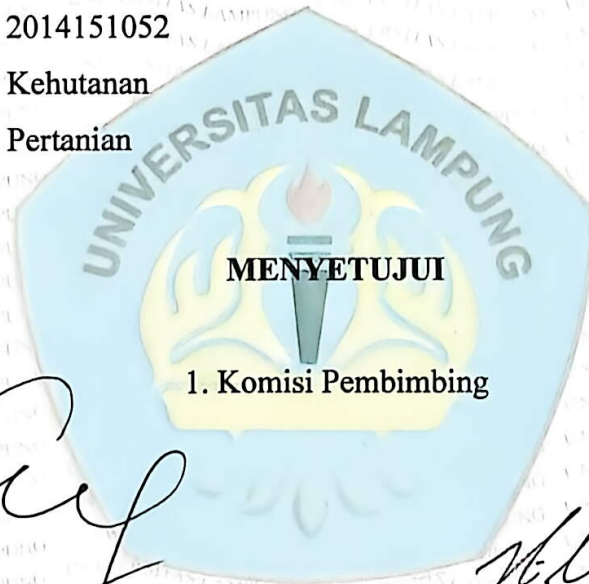 2014151052
Kehutanan
Pertanian
UNIVERSITAS LAMPUNG
MENYETUJUI
1. Komisi Pembimbing